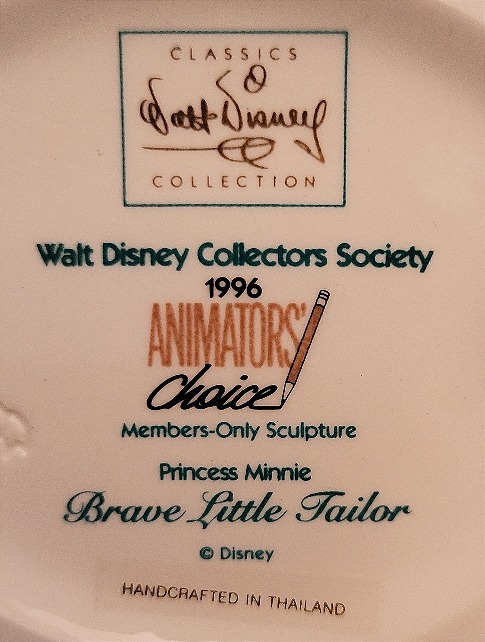 CLASSICS
Walt Disney
COLLECTION
Walt Disney Collectors Society
1996
ANIMATORS'
Choice
Members-Only Sculpture
Princess Minnie
Brave Little Tailor
© Disney
HANDCRAFTED IN THAILAND